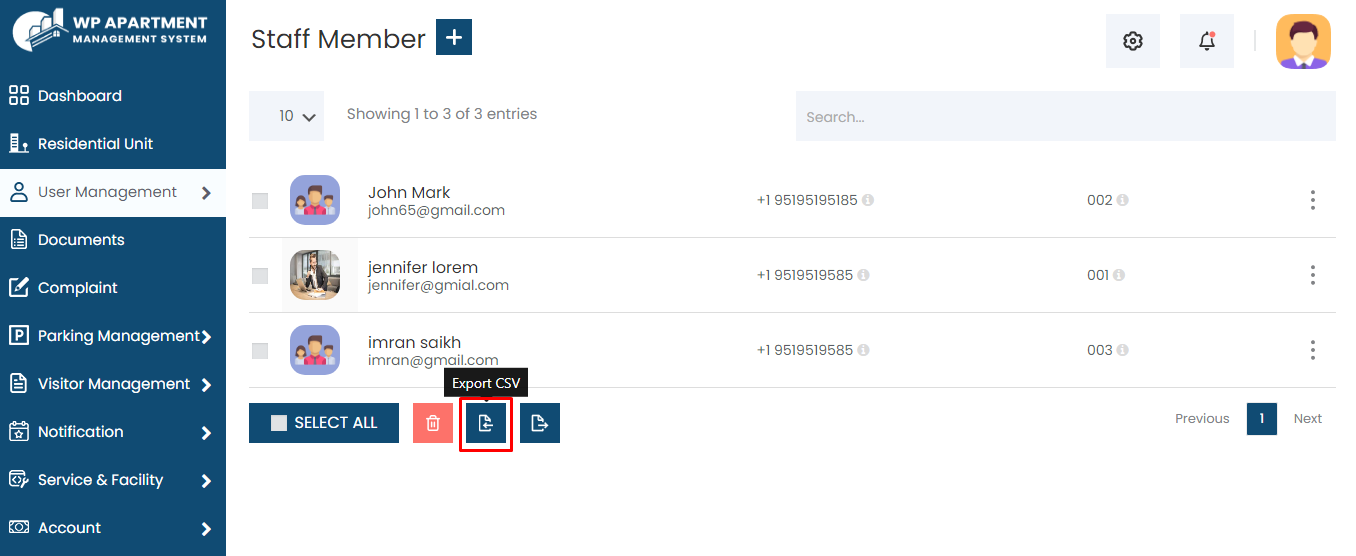 WP APARTMENT
MANAGEMENT SYSTEM
Staff Member +
Dashboard
Residential Unit
User Management
Documents
Complaint
Parking Management
Visitor Management
Notification
Service & Facility
Account
10
Showing 1 to 3 of 3 entries
Search...
John Mark
john65@gmail.com
+1 95195195185
002
jennifer lorem
jennifer@gmial.com
+1 9519519585
001
imran saikh
imran@gmail.com
+1 9519519585
003
Export CSV
SELECT ALL
Previous 1 Next